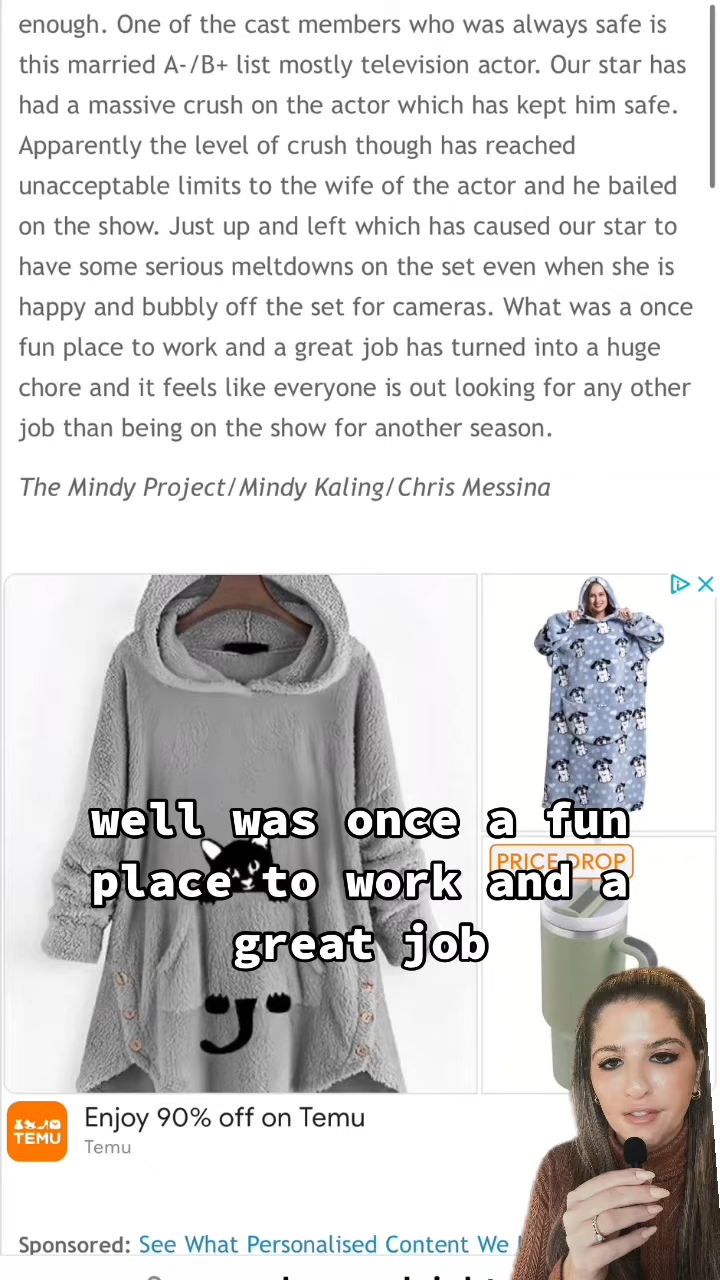 enough. One of the cast members who was always safe is
this married A-/B+ list mostly television actor. Our star has
had a massive crush on the actor which has kept him safe.
Apparently the level of crush though has reached
unacceptable limits to the wife of the actor and he bailed
on the show. Just up and left which has caused our star to
have some serious meltdowns on the set even when she is
happy and bubbly off the set for cameras. What was a once
fun place to work and a great job has turned into a huge
chore and it feels like everyone is out looking for any other
job than being on the show for another season.
The Mindy Project/Mindy Kaling/Chris Messina
well was once a fun
place to work and a
great job
PRICE DROP
TEMU
Enjoy 90% off on Temu
Temu
Sponsored: See What Personalised Content We